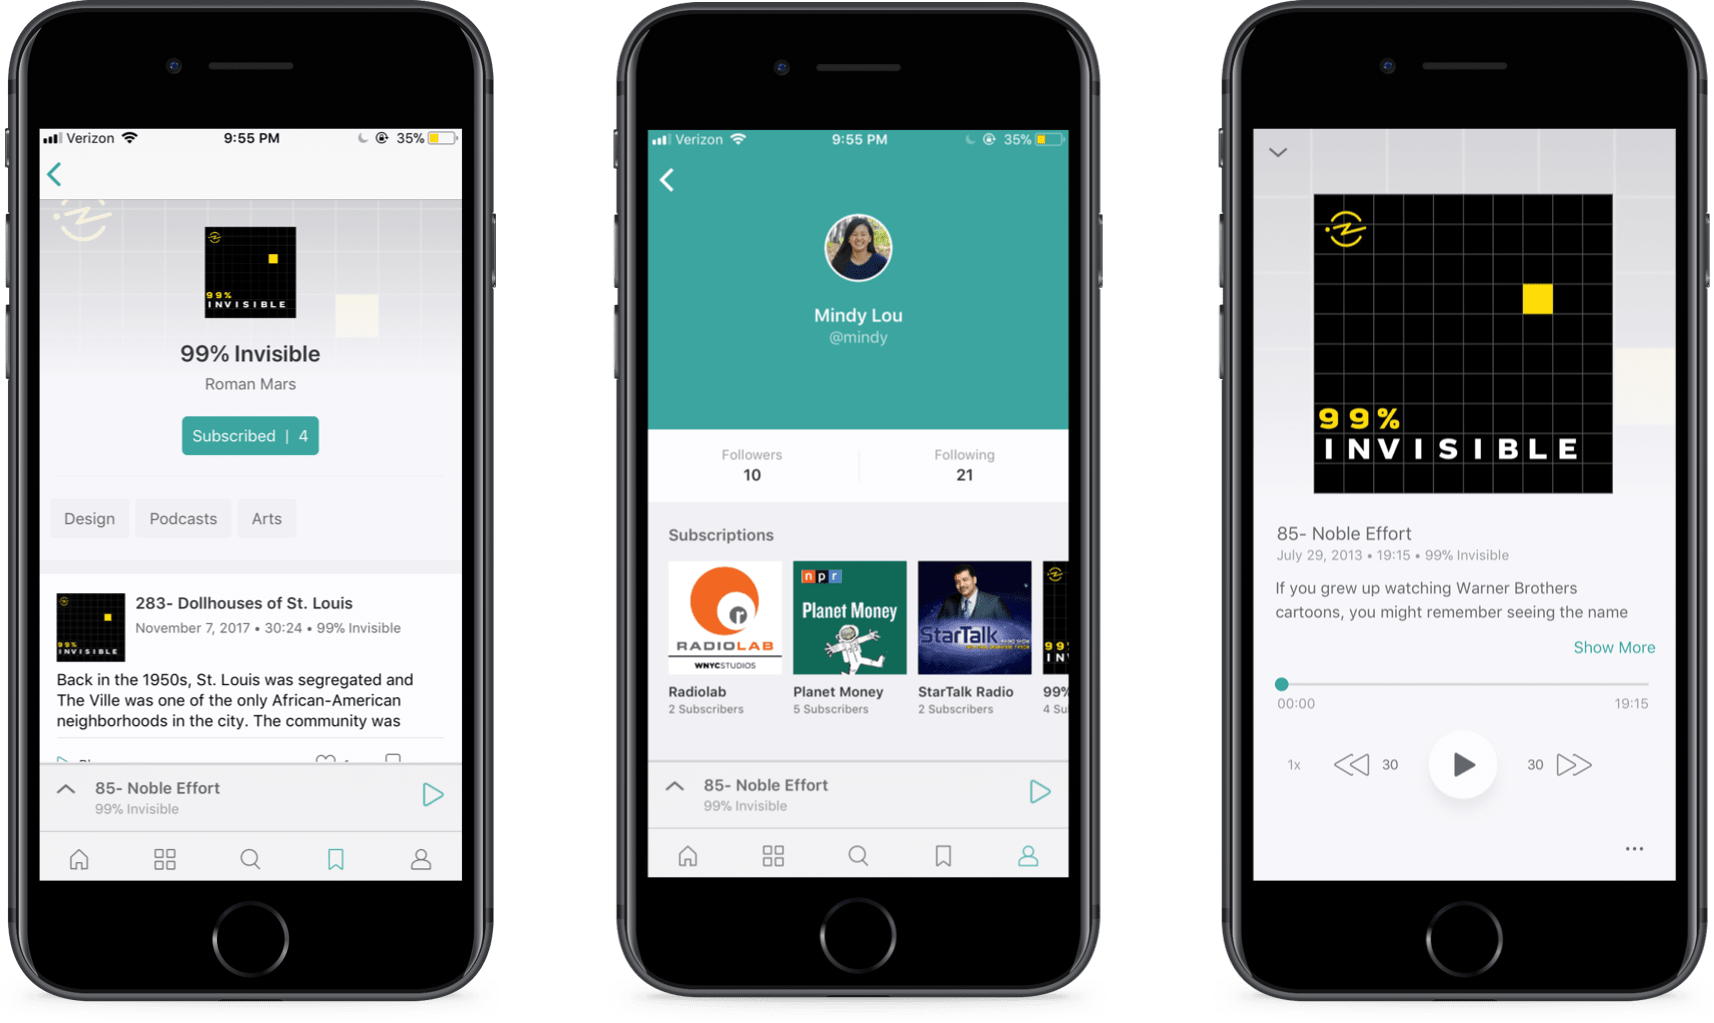 Verizon 9:55 PM 35%
99%
INVISIBLE
99% Invisible
Roman Mars
Subscribed | 4
Design Podcasts Arts
99%
INVISIBLE
283- Dollhouses of St. Louis
November 7, 2017 • 30:24 • 99% Invisible
Back in the 1950s, St. Louis was segregated and
The Ville was one of the only African-American
neighborhoods in the city. The community was
85- Noble Effort
99% Invisible
Verizon 9:55 PM 35%
Mindy Lou
@mindy
Followers Following
10 21
Subscriptions
RADIOLAB
WNYCSTUDIOS
Radiolab
2 Subscribers
npr
Planet Money
Planet Money
5 Subscribers
StarTalk
StarTalk Radio
2 Subscribers
99
IN
99%
4 Su
85- Noble Effort
99% Invisible
99%
INVISIBLE
85- Noble Effort
July 29, 2013 • 19:15 • 99% Invisible
If you grew up watching Warner Brothers
cartoons, you might remember seeing the name
Show More
00:00 19:15
1x 30 30